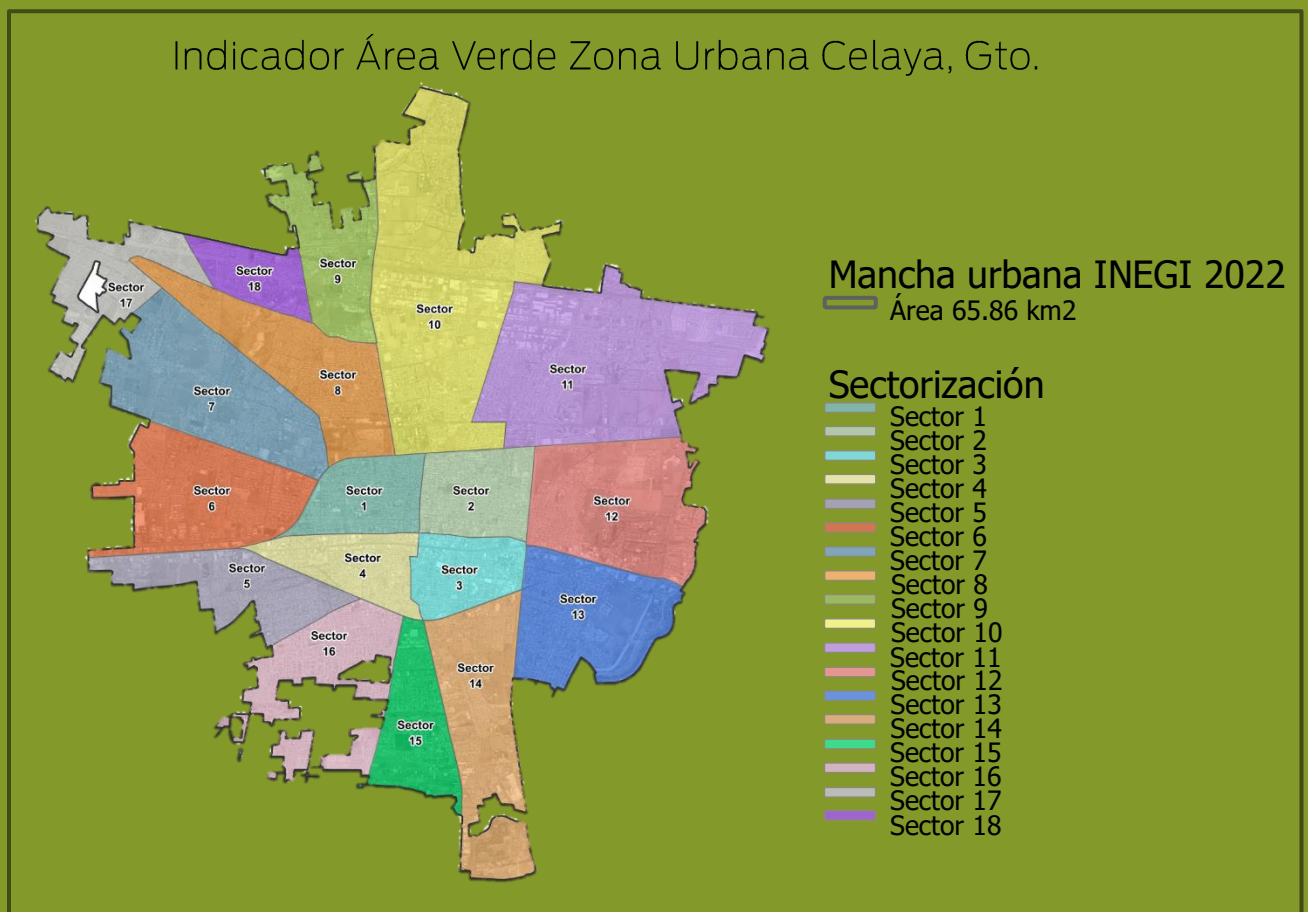 Indicador Área Verde Zona Urbana Celaya, Gto.
Sector
9
Sector
18
Sector
17
Sector
10
Sector
11
Sector
8
Sector
7
Sector
6
Sector
1
Sector
2
Sector
12
Sector
4
Sector
5
Sector
3
Sector
13
Sector
16
Sector
14
Sector
15
Mancha urbana INEGI 2022
Área 65.86 km2
Sectorización
Sector 1
Sector 2
Sector 3
Sector 4
Sector 5
Sector 6
Sector 7
Sector 8
Sector 9
Sector 10
Sector 11
Sector 12
Sector 13
Sector 14
Sector 15
Sector 16
Sector 17
Sector 18